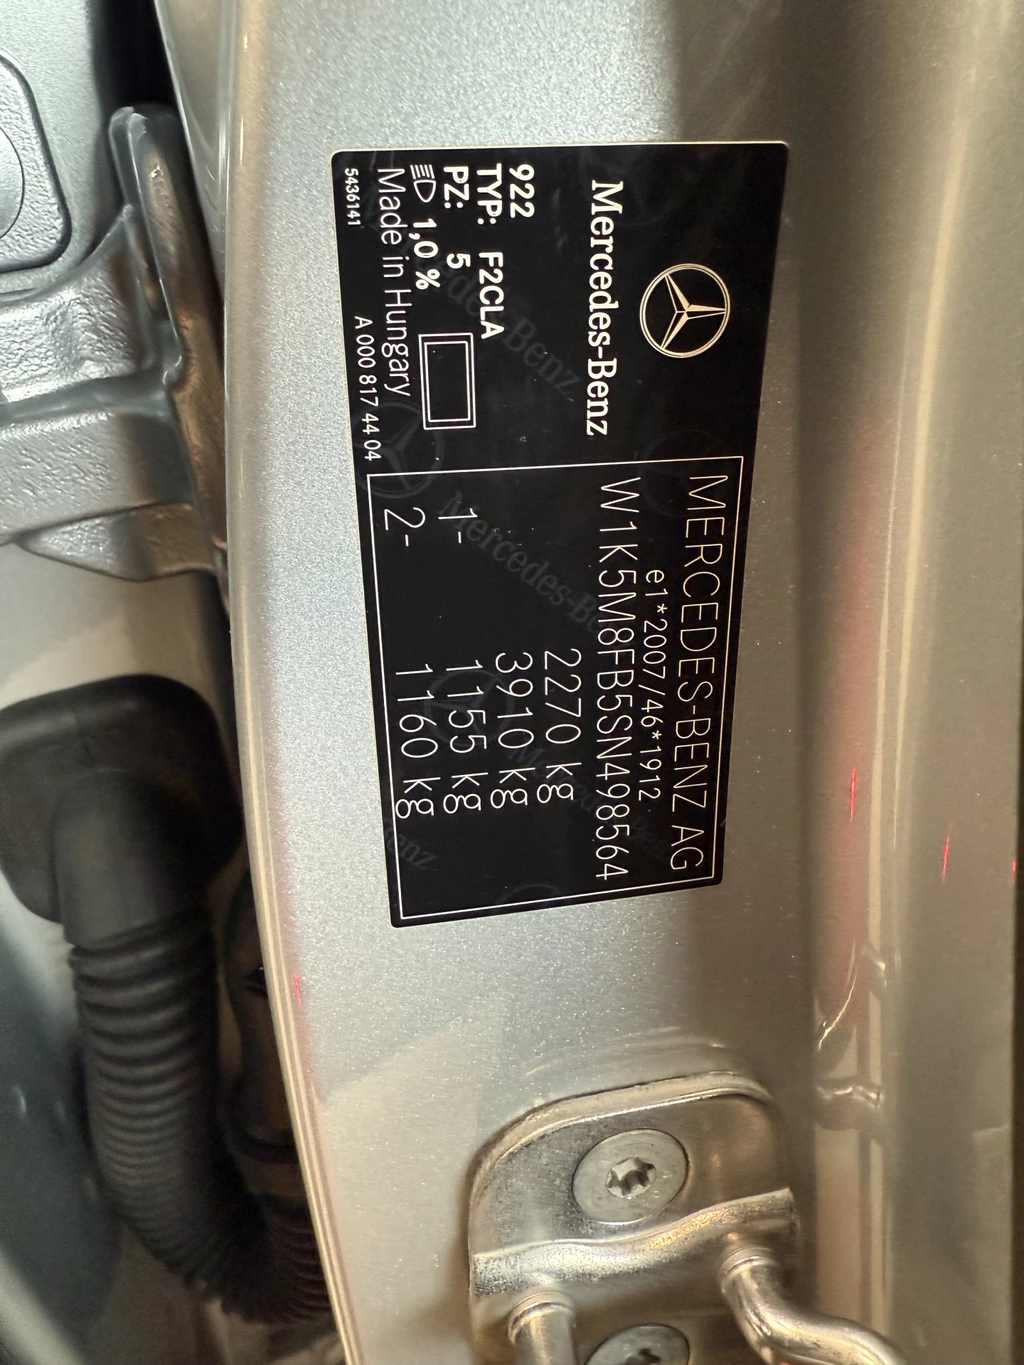 Mercedes-Benz
922
TYP: F2CLA
PZ: 5
1,0 %
Made in Hungary
5436141 A 000 817 44 04
MERCEDES-BENZ AG
e1*2007/46*1912
W1K5M8FB5SN498564
2270 kg
3910 kg
1- 1155 kg
2- 1160 kg